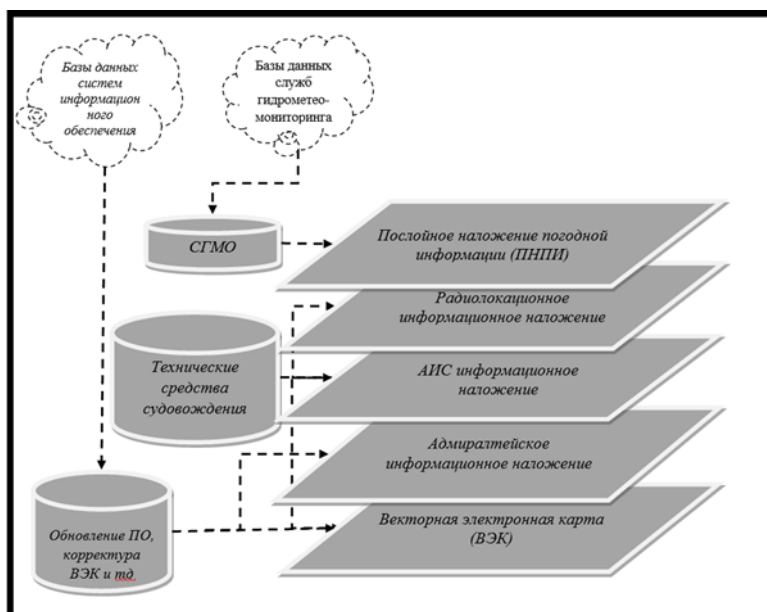 Базы данных
систем
информацион
ного
обеспечения
Базы данных
служб
гидрометео-
мониторинга
СГМО
Послойное наложение погодной
информации (ПНПИ)
Радиолокационное
информационное наложение
Технические
средства
судовождения
АИС информационное
наложение
Адмиралтейское
информационное наложение
Обновление ПО,
корректура
ВЭК и тд
Векторная электронная карта
(ВЭК)